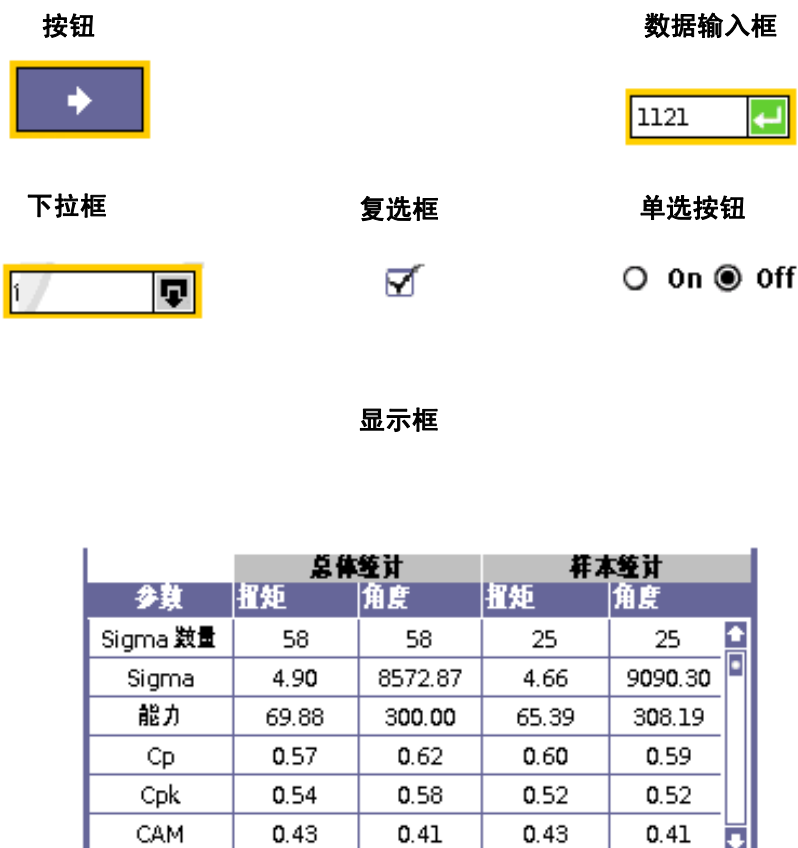 按钮 数据输入框
1121
下拉框 复选框 单选按钮
On Off
显示框
总体统计 样本统计
参数 扭矩 角度 扭矩 角度
Sigma 数量 58 58 25 25
Sigma 4.90 8572.87 4.66 9090.30
能力 69.88 300.00 65.39 308.19
Cp 0.57 0.62 0.60 0.59
Cpk 0.54 0.58 0.52 0.52
CAM 0.43 0.41 0.43 0.41